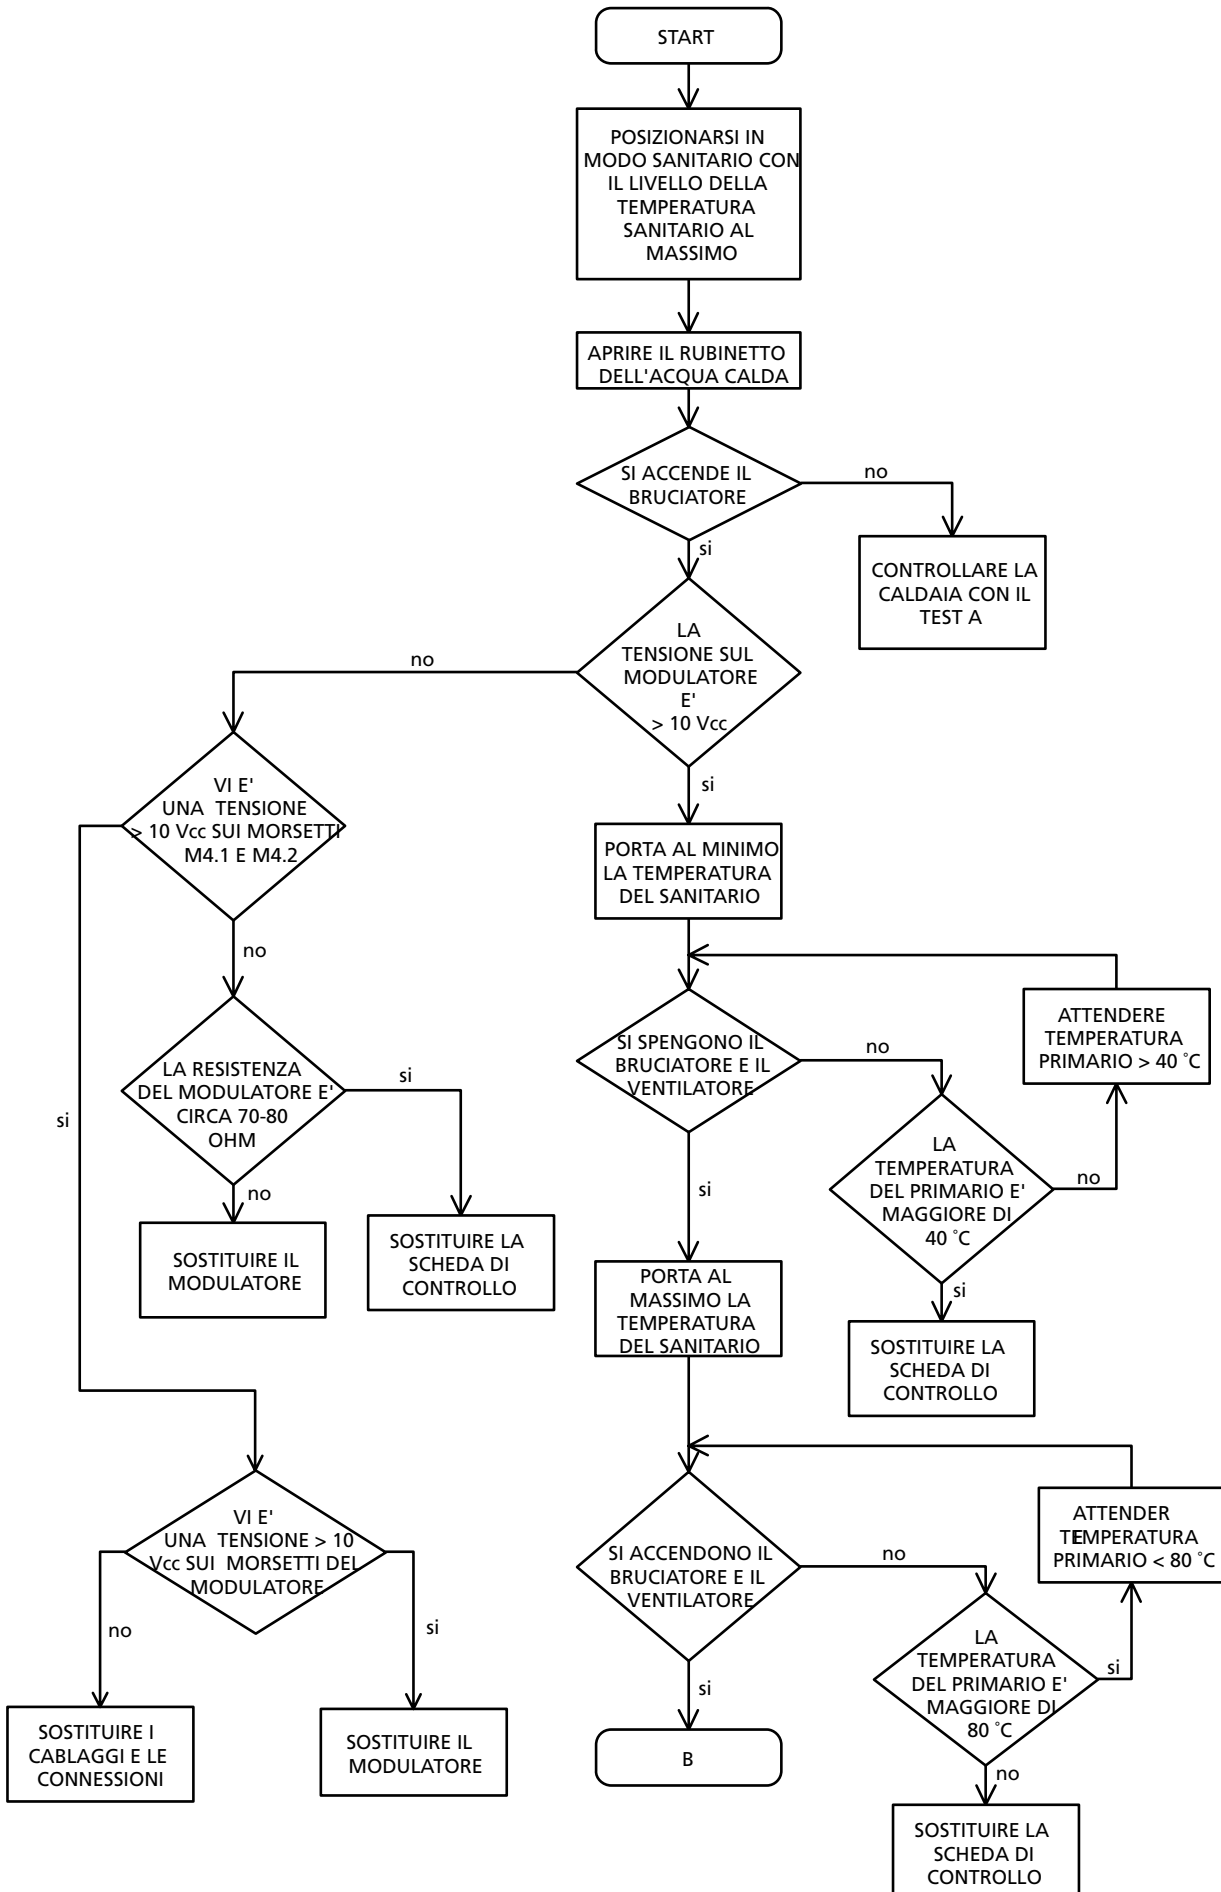 START
POSIZIONARSI IN
MODO SANITARIO CON
IL LIVELLO DELLA
TEMPERATURA
SANITARIO AL
MASSIMO
APRIRE IL RUBINETTO
DELL'ACQUA CALDA
SI ACCENDE IL
BRUCIATORE
no
si
CONTROLLARE LA
CALDAIA CON IL
TEST A
LA
TENSIONE SUL
MODULATORE
E'
> 10 Vcc
no
si
VI E'
UNA TENSIONE
> 10 Vcc SUI MORSETTI
M4.1 E M4.2
no
si
PORTA AL MINIMO
LA TEMPERATURA
DEL SANITARIO
SI SPENGONO IL
BRUCIATORE E IL
VENTILATORE
no
si
ATTENDERE
TEMPERATURA
PRIMARIO > 40 °C
LA
TEMPERATURA
DEL PRIMARIO E'
MAGGIORE DI
40 °C
no
si
SOSTITUIRE LA
SCHEDA DI
CONTROLLO
LA RESISTENZA
DEL MODULATORE E'
CIRCA 70-80
OHM
si
no
SOSTITUIRE IL
MODULATORE
SOSTITUIRE LA
SCHEDA DI
CONTROLLO
PORTA AL
MASSIMO LA
TEMPERATURA
DEL SANITARIO
VI E'
UNA TENSIONE > 10
Vcc SUI MORSETTI DEL
MODULATORE
no
si
SOSTITUIRE I
CABLAGGI E LE
CONNESSIONI
SOSTITUIRE IL
MODULATORE
SI ACCENDONO IL
BRUCIATORE E IL
VENTILATORE
no
si
B
ATTENDER
TEMPERATURA
PRIMARIO < 80 °C
LA
TEMPERATURA
DEL PRIMARIO E'
MAGGIORE DI
80 °C
si
no
SOSTITUIRE LA
SCHEDA DI
CONTROLLO